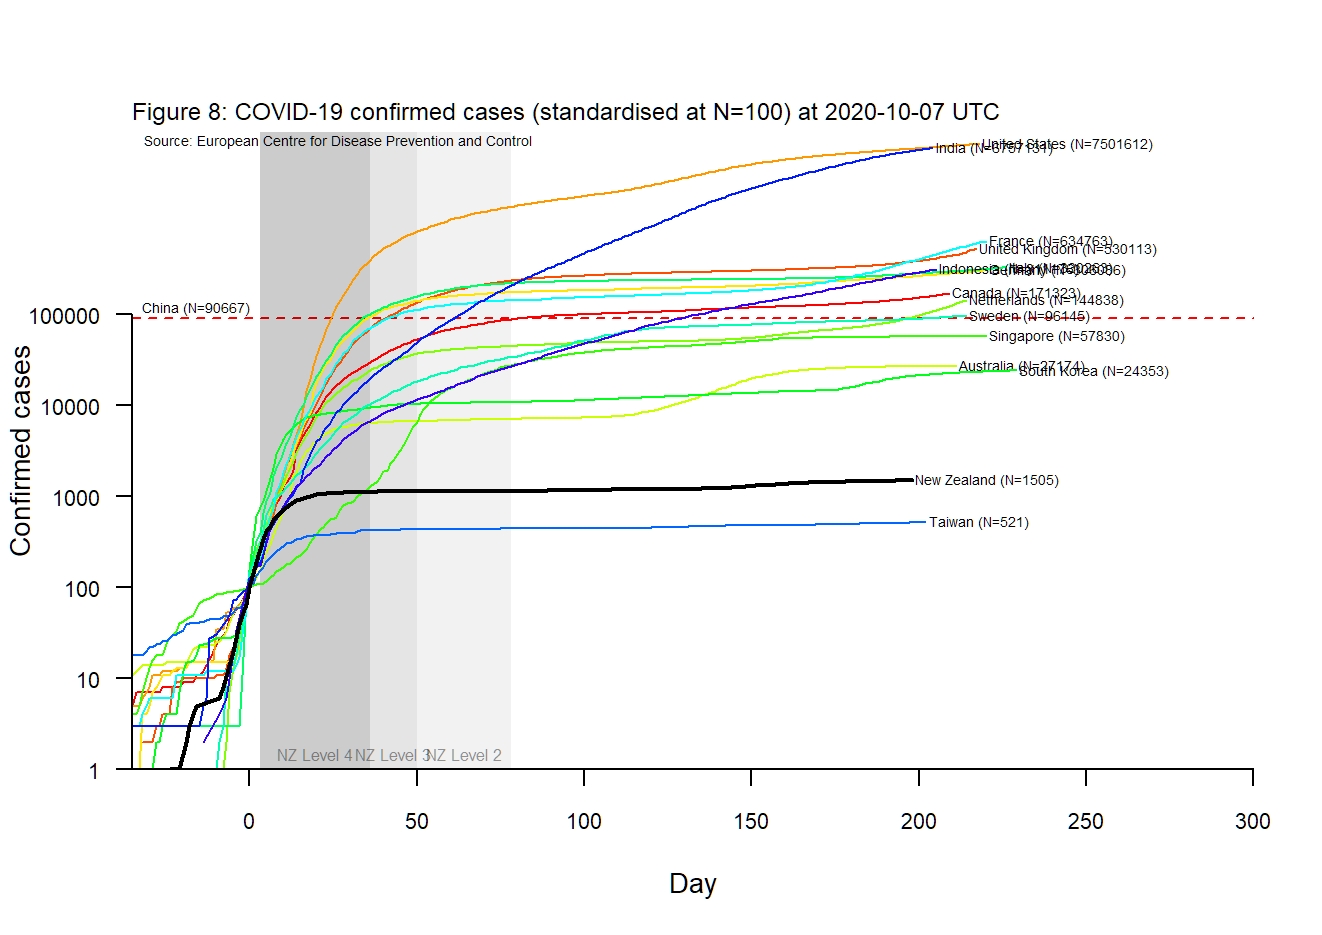 Figure 8: COVID-19 confirmed cases (standardised at N=100) at 2020-10-07 UTC
Source: European Centre for Disease Prevention and Control
United States (N=7501612)
India
France (N=634763)
United Kingdom (N=530113)
Indonesia
Canada (N=171323)
Netherlands (N=144838)
China (N=90667)
Sweden (N=96145)
Singapore (N=57830)
Australia (N=27174)
South Korea (N=24353)
New Zealand (N=1505)
Taiwan (N=521)
NZ Level 4
NZ Level 3
NZ Level 2
Confirmed cases
100000
10000
1000
100
10
1
0 50 100 150 200 250 300
Day